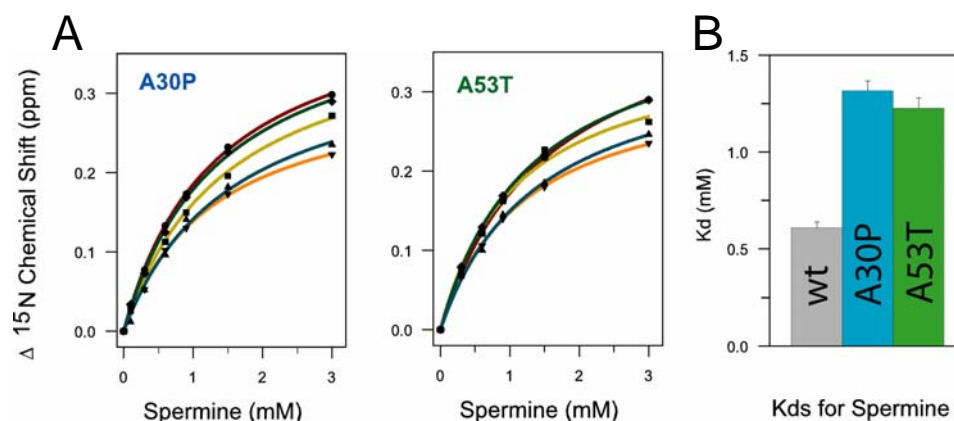 A
B
A30P
A53T
Δ ¹⁵N Chemical Shift (ppm)
0.3
0.2
0.1
0.0
0 1 2 3
Spermine (mM)
0.3
0.2
0.1
0.0
0 1 2 3
Spermine (mM)
Kd (mM)
1.5
1.0
0.5
0.0
wt
A30P
A53T
Kds for Spermine